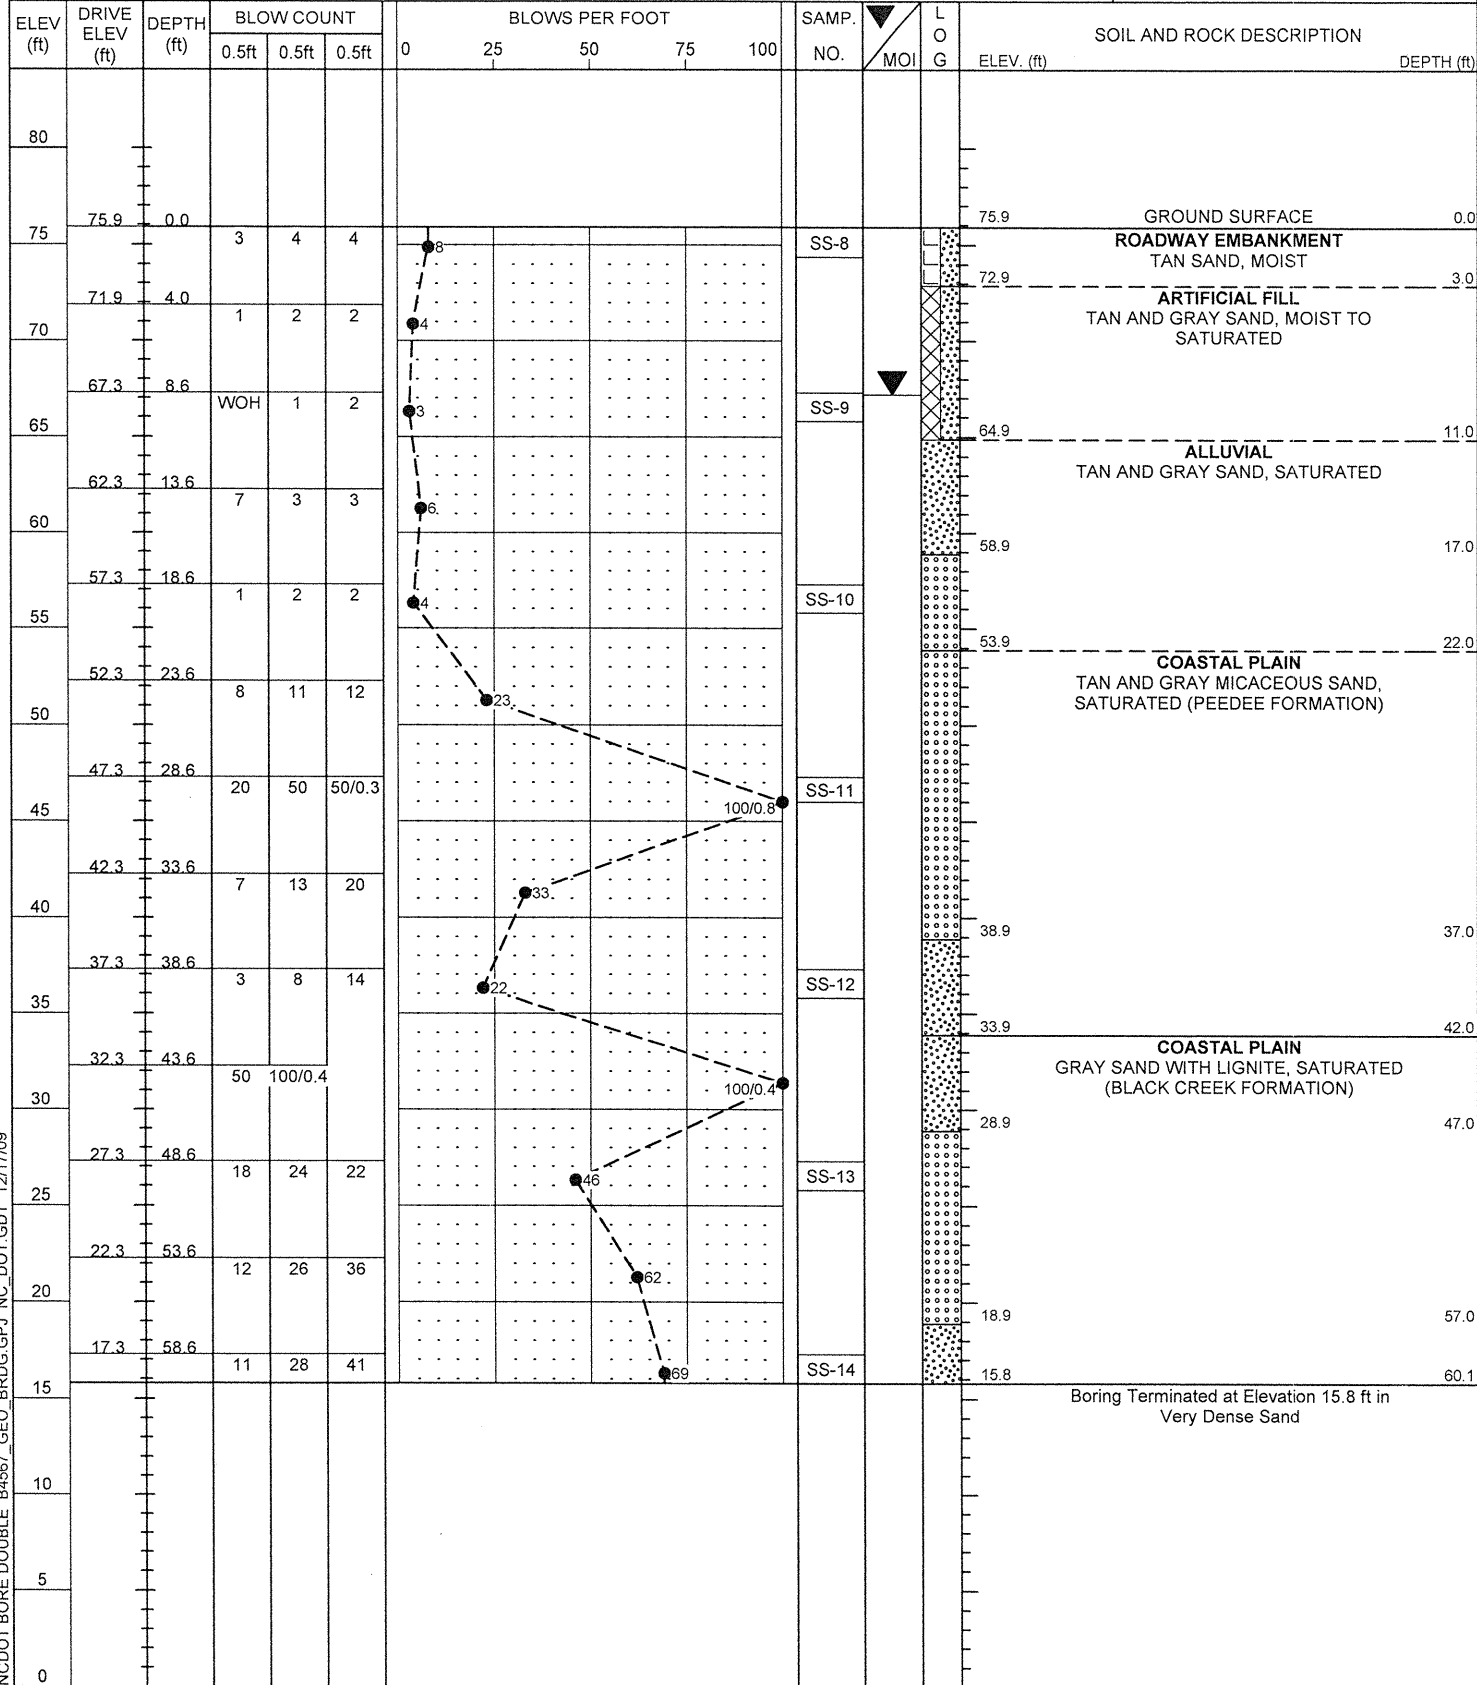 ELEV (ft) DRIVE ELEV (ft) DEPTH (ft) BLOW COUNT BLOWS PER FOOT SAMP. NO. MOI L O G SOIL AND ROCK DESCRIPTION
0.5ft 0.5ft 0.5ft 0 25 50 75 100 ELEV. (ft) DEPTH (ft)
80
75.9 0.0 75.9 GROUND SURFACE 0.0
75 3 4 4 8 SS-8 ROADWAY EMBANKMENT
TAN SAND, MOIST
72.9 3.0
71.9 4.0 ARTIFICIAL FILL
1 2 2 4 TAN AND GRAY SAND, MOIST TO
70 SATURATED
67.3 8.6
WOH 1 2 3 SS-9
65 64.9 11.0
ALLUVIAL
TAN AND GRAY SAND, SATURATED
62.3 13.6
7 3 3 6
60
58.9 17.0
57.3 18.6
1 2 2 4 SS-10
55
53.9 22.0
COASTAL PLAIN
52.3 23.6 TAN AND GRAY MICACEOUS SAND,
8 11 12 23 SATURATED (PEEDEE FORMATION)
50
47.3 28.6
20 50 50/0.3 100/0.8 SS-11
45
42.3 33.6
7 13 20 33
40
38.9 37.0
37.3 38.6
3 8 14 22 SS-12
35
33.9 42.0
COASTAL PLAIN
32.3 43.6 GRAY SAND WITH LIGNITE, SATURATED
50 100/0.4 100/0.4 (BLACK CREEK FORMATION)
30
28.9 47.0
27.3 48.6
18 24 22 46 SS-13
25
22.3 53.6
12 26 36 62
20
18.9 57.0
17.3 58.6
11 28 41 69 SS-14
15.8 60.1
15 Boring Terminated at Elevation 15.8 ft in
Very Dense Sand
10
5
0
NCDOT BORE DOUBLE B4567_GEO_BRDG.GPJ NC_DOT.GDT 12/17/09